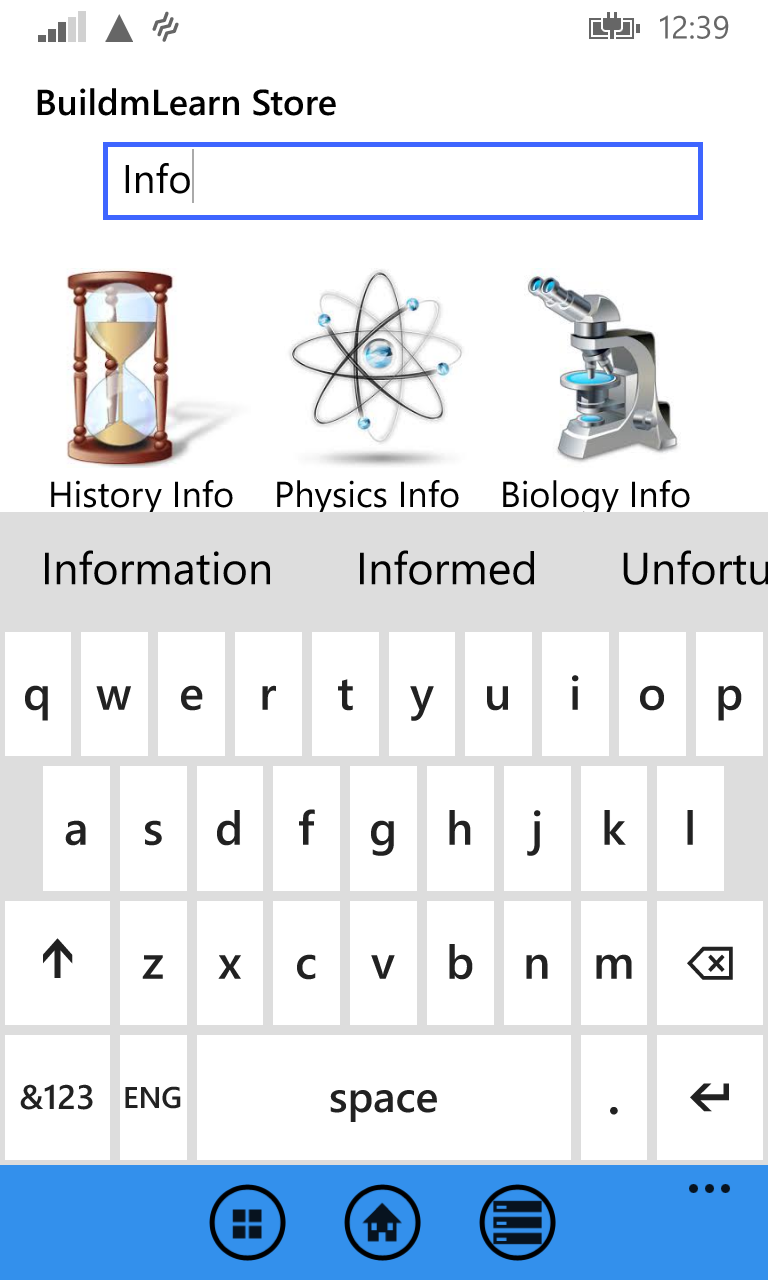 12:39
BuildmLearn Store
Info
History Info Physics Info Biology Info
Information Informed Unfortu
q w e r t y u i o p
a s d f g h j k l
z x c v b n m
&123 ENG space .